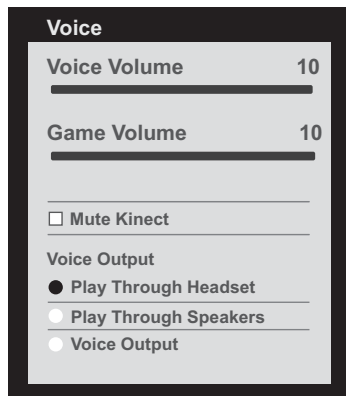 Voice
Voice Volume 10
Game Volume 10
Mute Kinect
Voice Output
Play Through Headset
Play Through Speakers
Voice Output